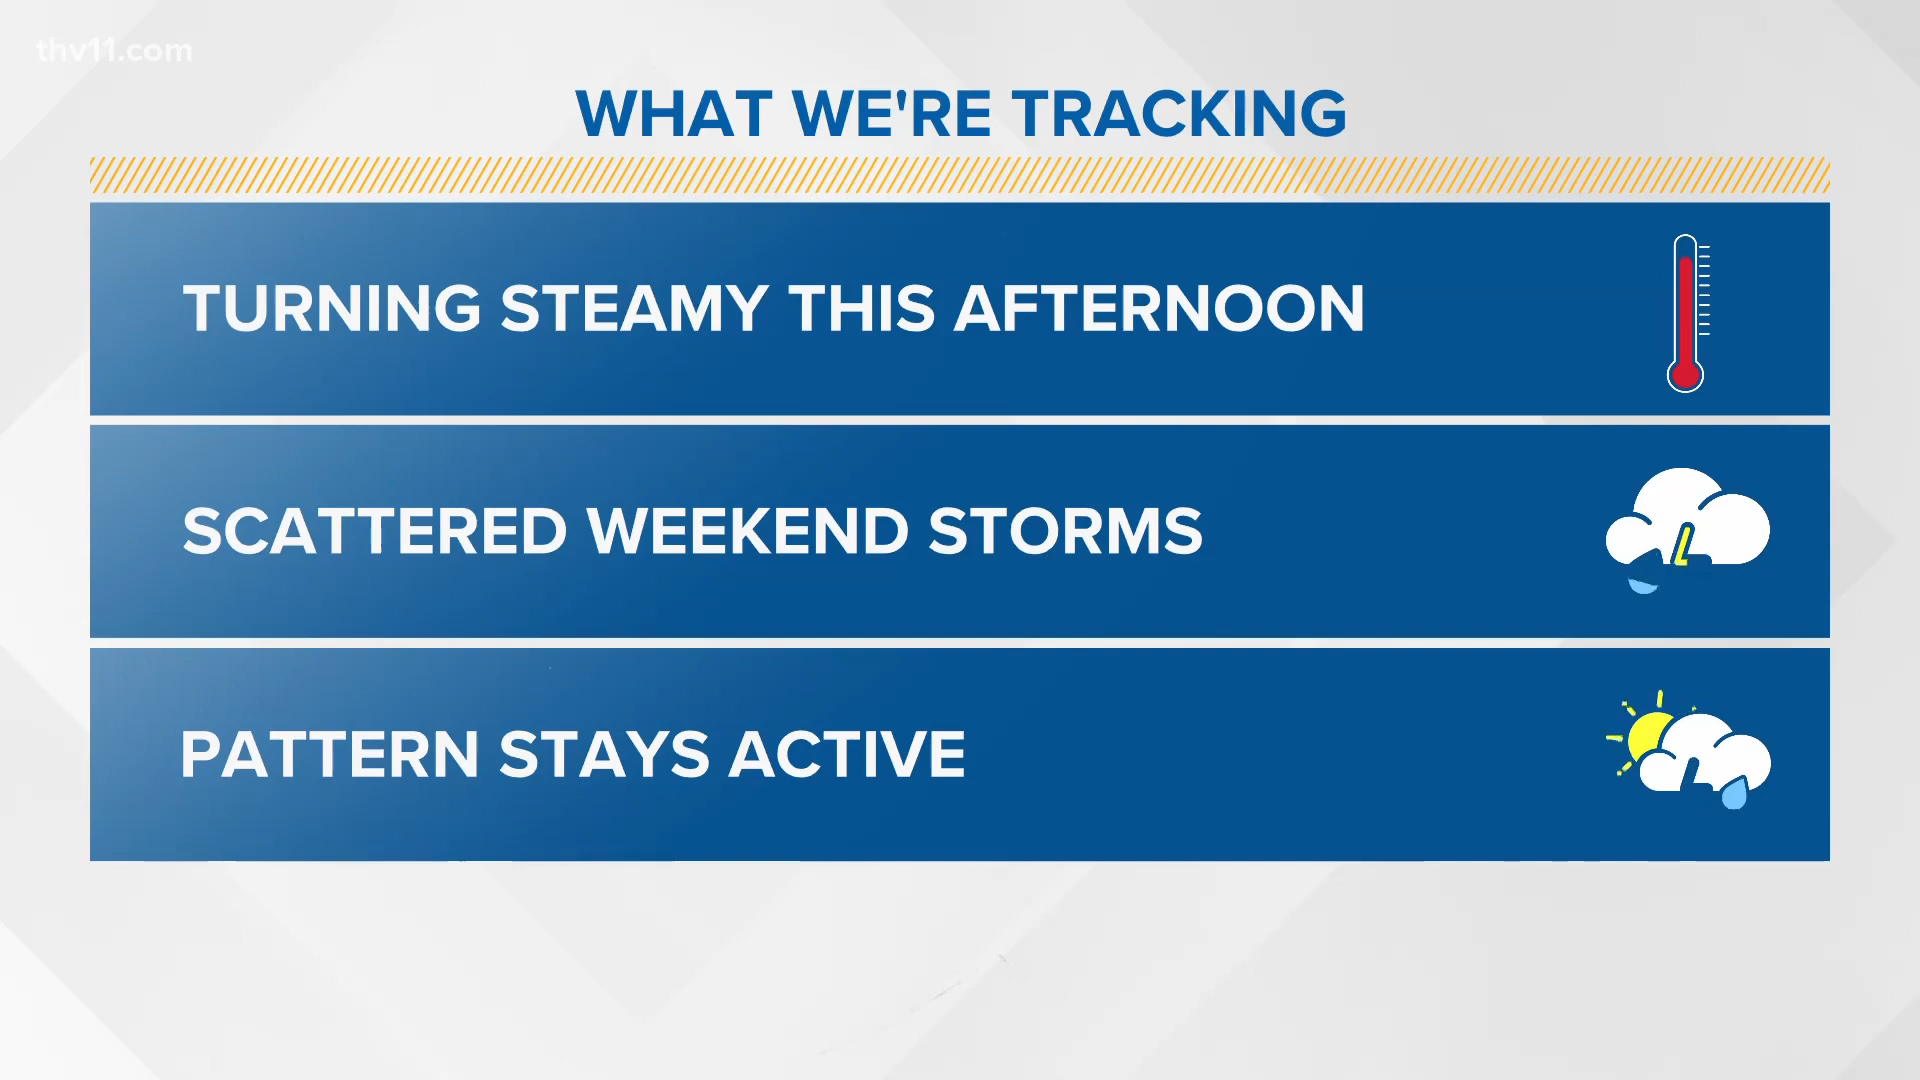 thv11.com
WHAT WE'RE TRACKING
TURNING STEAMY THIS AFTERNOON
SCATTERED WEEKEND STORMS
PATTERN STAYS ACTIVE